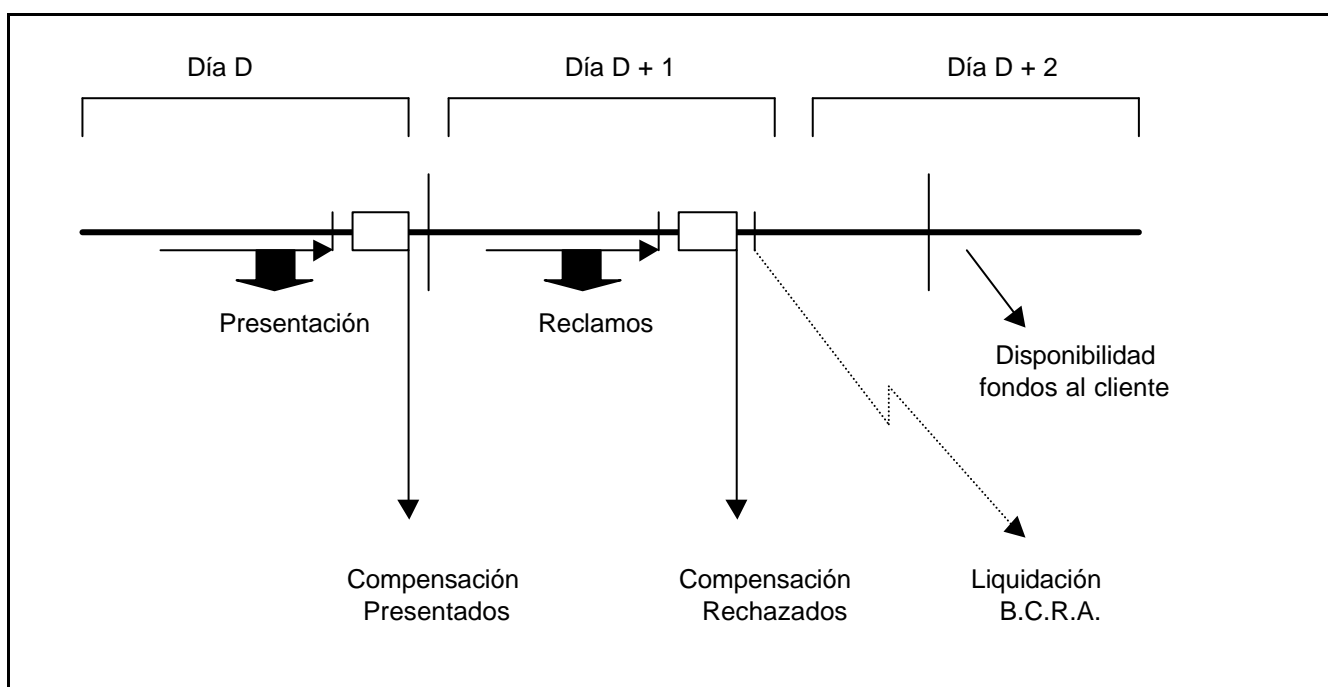 Día D
Día D + 1
Día D + 2
Presentación
Reclamos
Disponibilidad
fondos al cliente
Compensación
Presentados
Compensación
Rechazados
Liquidación
B.C.R.A.